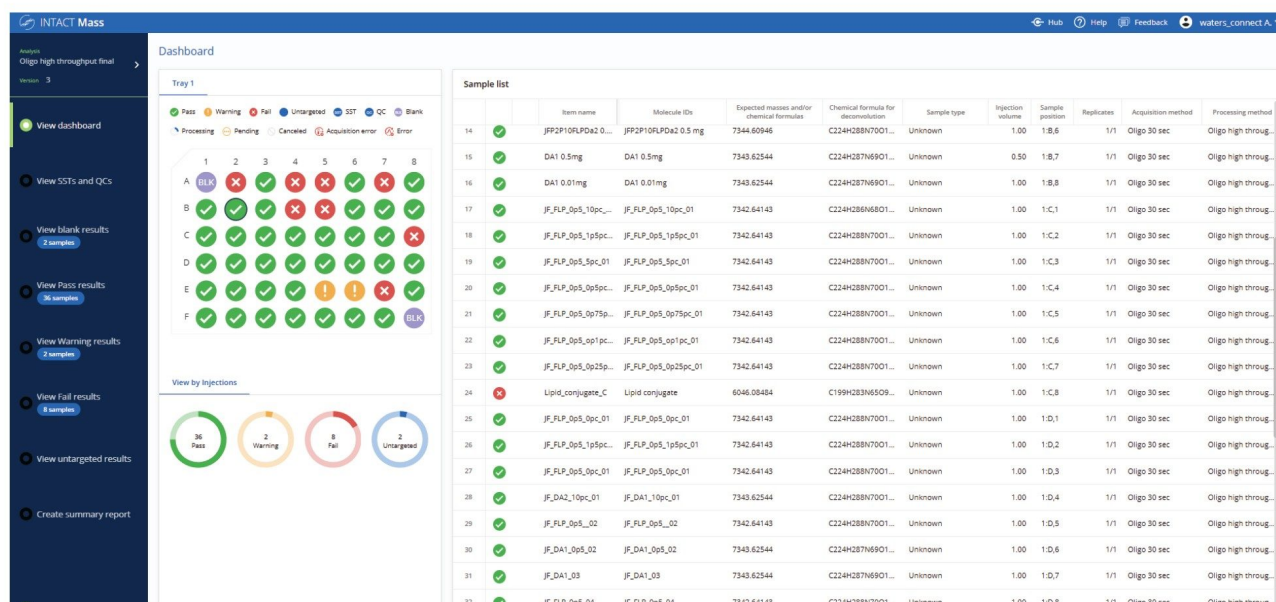 INTACT Mass
Hub Help Feedback waters_connect A.
Analysis
Oligo high throughput final
Version 3
View dashboard
View SSTs and QCs
View blank results
2 samples
View Pass results
36 samples
View Warning results
2 samples
View Fail results
8 samples
View untargeted results
Create summary report
Dashboard
Tray 1
Pass Warning Fail Untargeted SST QC Blank
Processing Pending Canceled Acquisition error Error
1 2 3 4 5 6 7 8
A BLK
B
C
D
E
F BLK
View by Injections
36 Pass
2 Warning
8 Fail
2 Untargeted
Sample list
Item name Molecule IDs Expected masses and/or chemical formulas Chemical formula for deconvolution Sample type Injection volume Sample position Replicates Acquisition method Processing method
14 JFP2P10FLPDa2 0.... JFP2P10FLPDa2 0.5 mg 7344.60946 C224H288N70O1... Unknown 1.00 1:B,6 1/1 Oligo 30 sec Oligo high throug...
15 DA1 0.5mg DA1 0.5mg 7343.62544 C224H287N69O1... Unknown 0.50 1:B,7 1/1 Oligo 30 sec Oligo high throug...
16 DA1 0.01mg DA1 0.01mg 7343.62544 C224H287N69O1... Unknown 1.00 1:B,8 1/1 Oligo 30 sec Oligo high throug...
17 JF_FLP_0p5_10pc_... JF_FLP_0p5_10pc_01 7342.64143 C224H286N68O1... Unknown 1.00 1:C,1 1/1 Oligo 30 sec Oligo high throug...
18 JF_FLP_0p5_1p5pc... JF_FLP_0p5_1p5pc_01 7342.64143 C224H288N70O1... Unknown 1.00 1:C,2 1/1 Oligo 30 sec Oligo high throug...
19 JF_FLP_0p5_5pc_01 JF_FLP_0p5_5pc_01 7342.64143 C224H288N70O1... Unknown 1.00 1:C,3 1/1 Oligo 30 sec Oligo high throug...
20 JF_FLP_0p5_0p5pc... JF_FLP_0p5_0p5pc_01 7342.64143 C224H288N70O1... Unknown 1.00 1:C,4 1/1 Oligo 30 sec Oligo high throug...
21 JF_FLP_0p5_0p75p... JF_FLP_0p5_0p75pc_01 7342.64143 C224H288N70O1... Unknown 1.00 1:C,5 1/1 Oligo 30 sec Oligo high throug...
22 JF_FLP_0p5_op1pc... JF_FLP_0p5_op1pc_01 7342.64143 C224H288N70O1... Unknown 1.00 1:C,6 1/1 Oligo 30 sec Oligo high throug...
23 JF_FLP_0p5_0p25p... JF_FLP_0p5_0p25pc_01 7342.64143 C224H288N70O1... Unknown 1.00 1:C,7 1/1 Oligo 30 sec Oligo high throug...
24 Lipid_conjugate_C Lipid conjugate 6046.08484 C199H283N65O9... Unknown 1.00 1:C,8 1/1 Oligo 30 sec Oligo high throug...
25 JF_FLP_0p5_0pc_01 JF_FLP_0p5_0pc_01 7342.64143 C224H288N70O1... Unknown 1.00 1:D,1 1/1 Oligo 30 sec Oligo high throug...
26 JF_FLP_0p5_1p5pc... JF_FLP_0p5_1p5pc_01 7342.64143 C224H288N70O1... Unknown 1.00 1:D,2 1/1 Oligo 30 sec Oligo high throug...
27 JF_FLP_0p5_0pc_01 JF_FLP_0p5_0pc_01 7342.64143 C224H288N70O1... Unknown 1.00 1:D,3 1/1 Oligo 30 sec Oligo high throug...
28 JF_DA2_10pc_01 JF_DA1_10pc_01 7343.62544 C224H288N70O1... Unknown 1.00 1:D,4 1/1 Oligo 30 sec Oligo high throug...
29 JF_FLP_0p5__02 JF_FLP_0p5__02 7342.64143 C224H288N70O1... Unknown 1.00 1:D,5 1/1 Oligo 30 sec Oligo high throug...
30 JF_DA1_0p5_02 JF_DA1_0p5_02 7343.62544 C224H287N69O1... Unknown 1.00 1:D,6 1/1 Oligo 30 sec Oligo high throug...
31 JF_DA1_03 JF_DA1_03 7343.62544 C224H287N69O1... Unknown 1.00 1:D,7 1/1 Oligo 30 sec Oligo high throug...